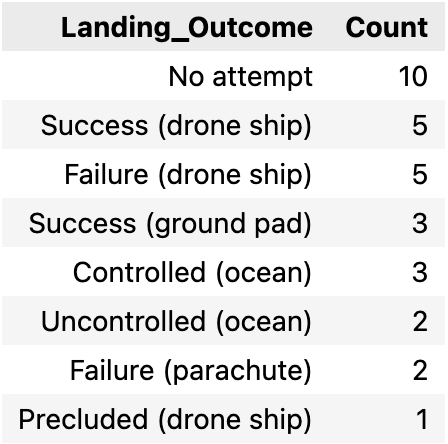 Landing_Outcome Count
No attempt 10
Success (drone ship) 5
Failure (drone ship) 5
Success (ground pad) 3
Controlled (ocean) 3
Uncontrolled (ocean) 2
Failure (parachute) 2
Precluded (drone ship) 1